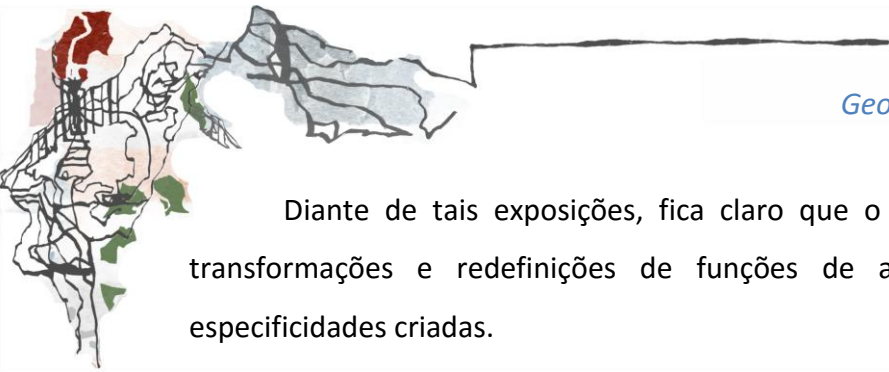 Geo
Diante de tais exposições, fica claro que o
transformações e redefinições de funções de a
especificidades criadas.